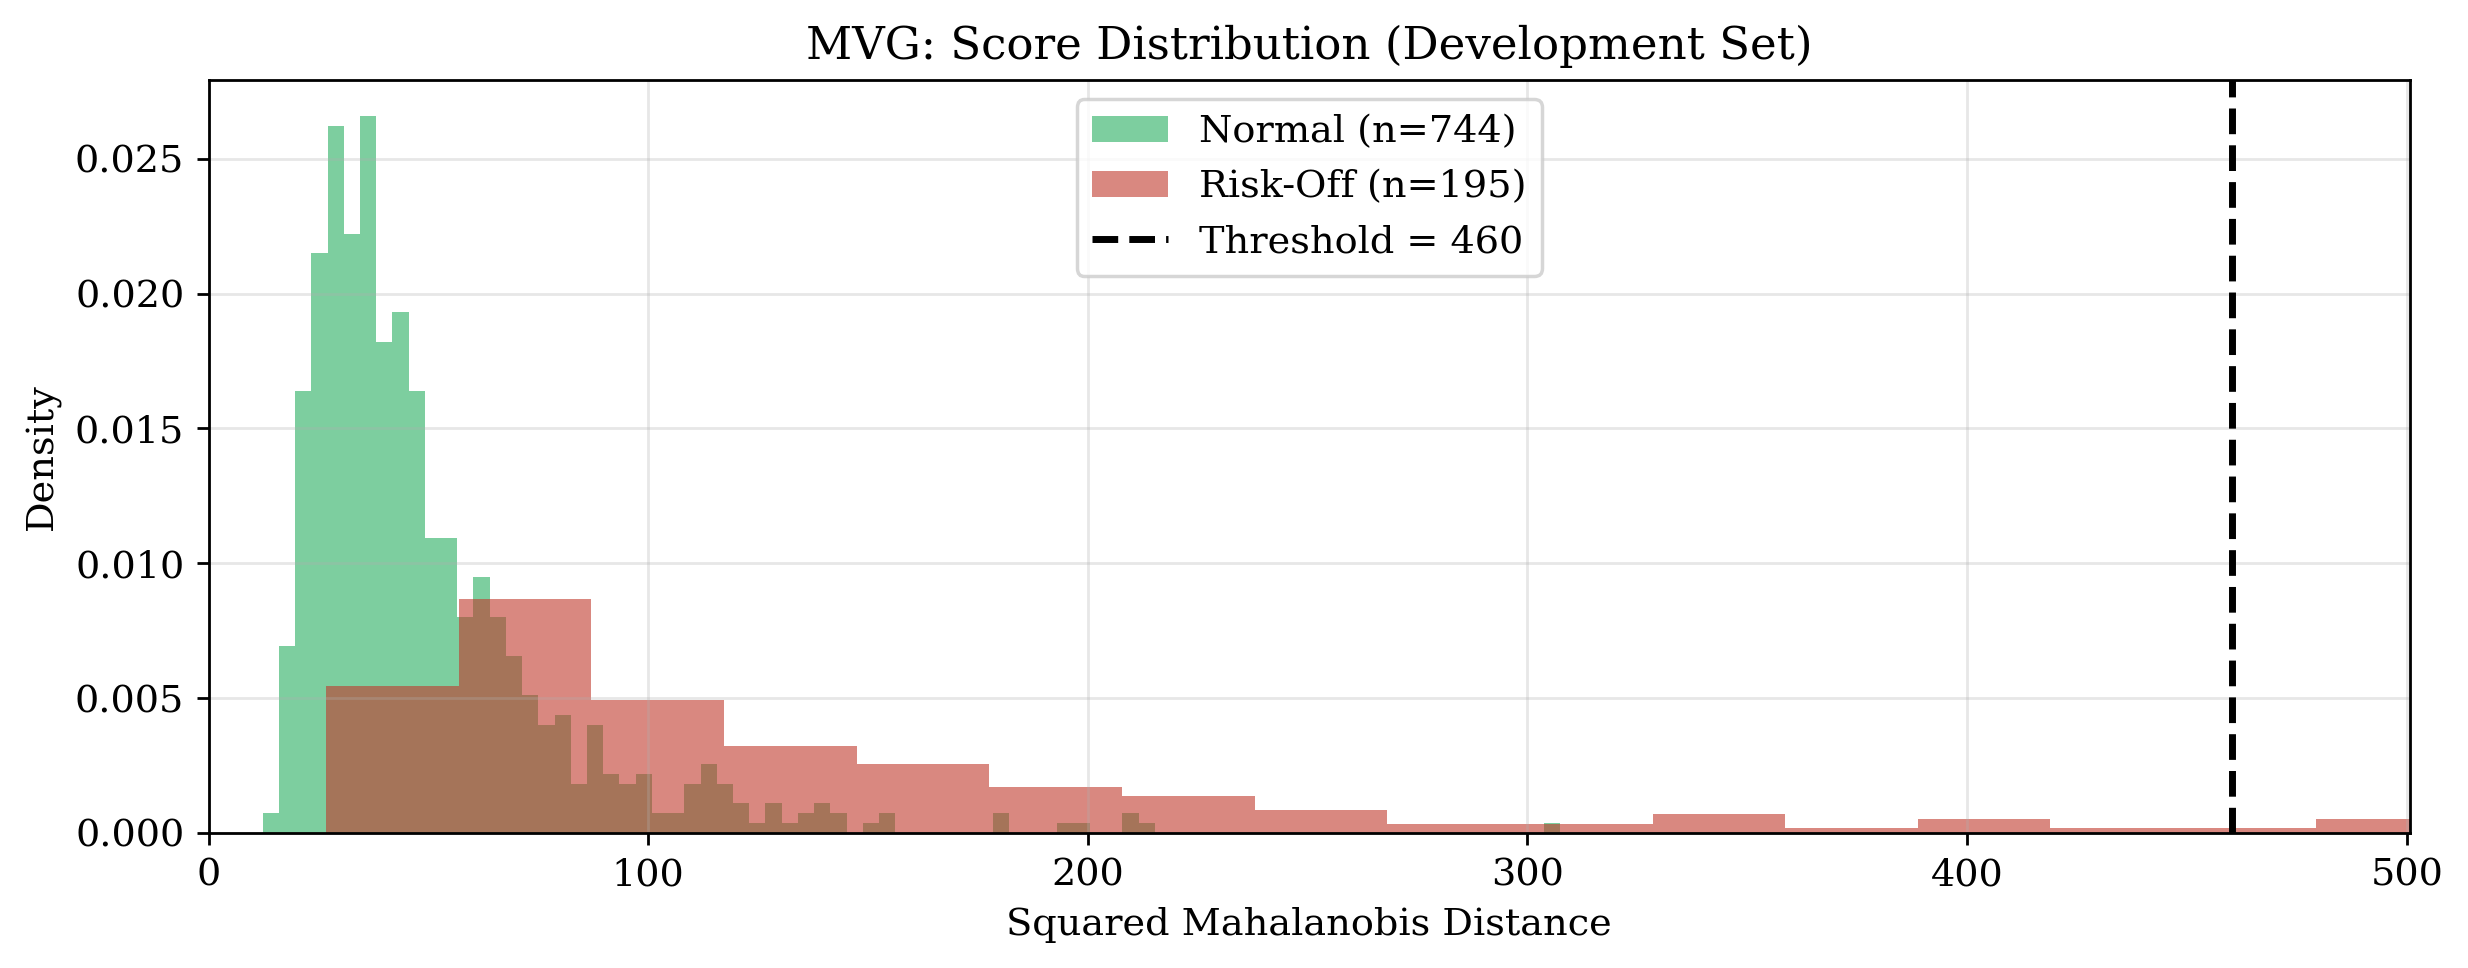 MVG: Score Distribution (Development Set)
Normal (n=744)
Risk-Off (n=195)
Threshold = 460
Density
0.025
0.020
0.015
0.010
0.005
0.000
0 100 200 300 400 500
Squared Mahalanobis Distance